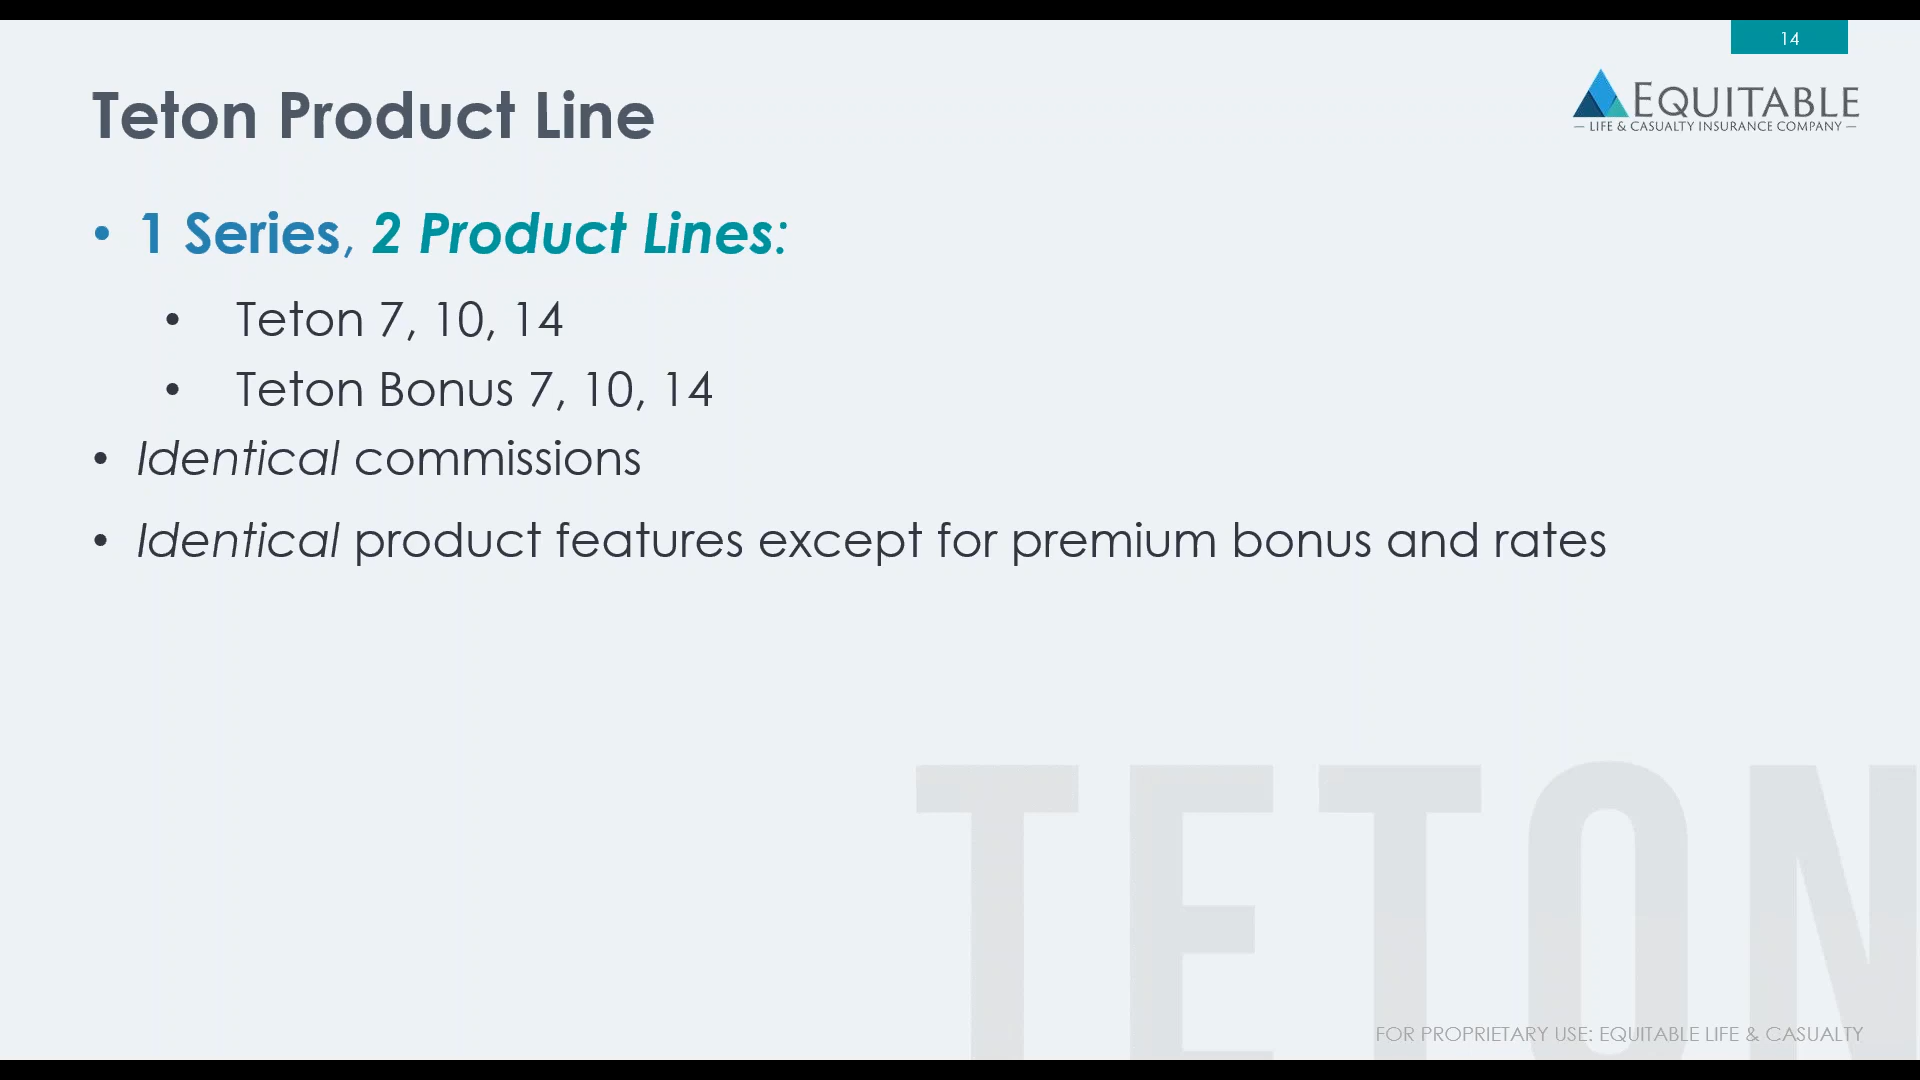 14
EQUITABLE
— LIFE & CASUALTY INSURANCE COMPANY —
Teton Product Line
• 1 Series, 2 Product Lines:
• Teton 7, 10, 14
• Teton Bonus 7, 10, 14
• Identical commissions
• Identical product features except for premium bonus and rates
TETON
FOR PROPRIETARY USE: EQUITABLE LIFE & CASUALTY